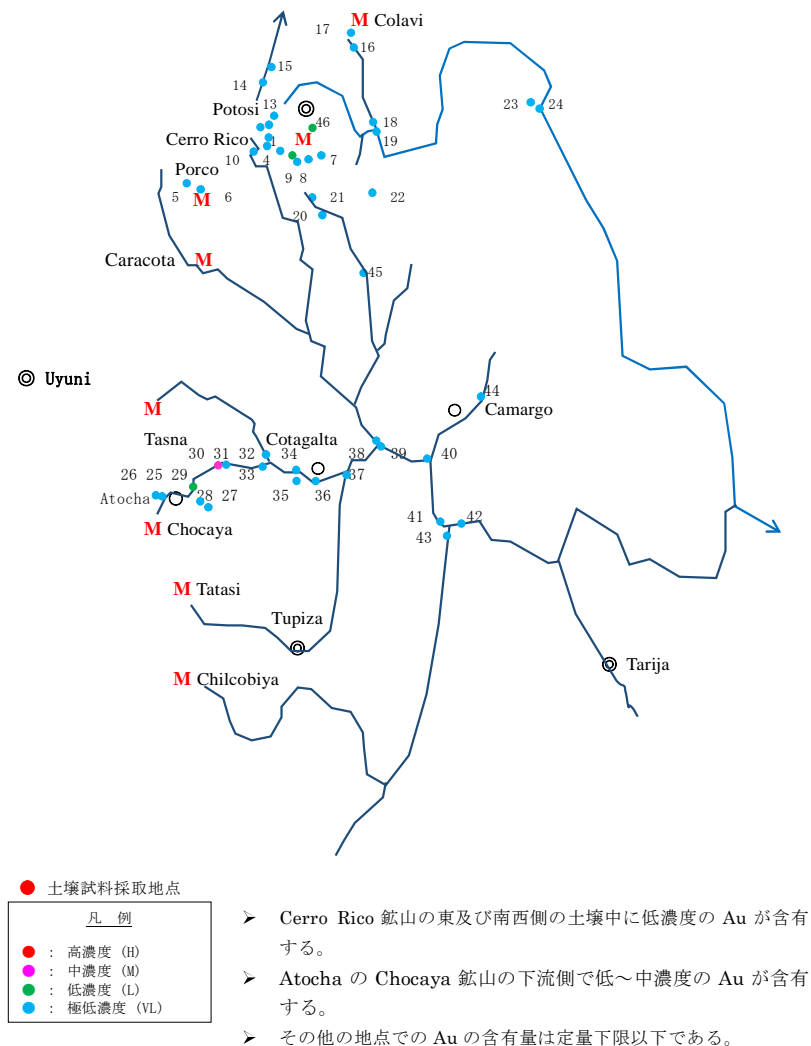 17
M Colavi
16
15
14
Potosi
13
46
18
23
24
Cerro Rico
1
M
19
10
4
7
Porco
9
8
5
M
6
21
22
20
Caracota
M
45
Uyuni
M
44
Camargo
Tasna
Cotagalta
30
31
32
34
38
39
40
26
25
29
33
37
Atocha
28
27
35
36
M Chocaya
41
42
43
M Tatasi
Tupiza
Tarija
M Chilcobiya
土壌試料採取地点
凡 例
: 高濃度 (H)
: 中濃度 (M)
: 低濃度 (L)
: 極低濃度 (VL)
➢ Cerro Rico 鉱山の東及び南西側の土壌中に低濃度の Au が含有
する。
➢ Atocha の Chocaya 鉱山の下流側で低～中濃度の Au が含有
する。
➢ その他の地点での Au の含有量は定量下限以下である。